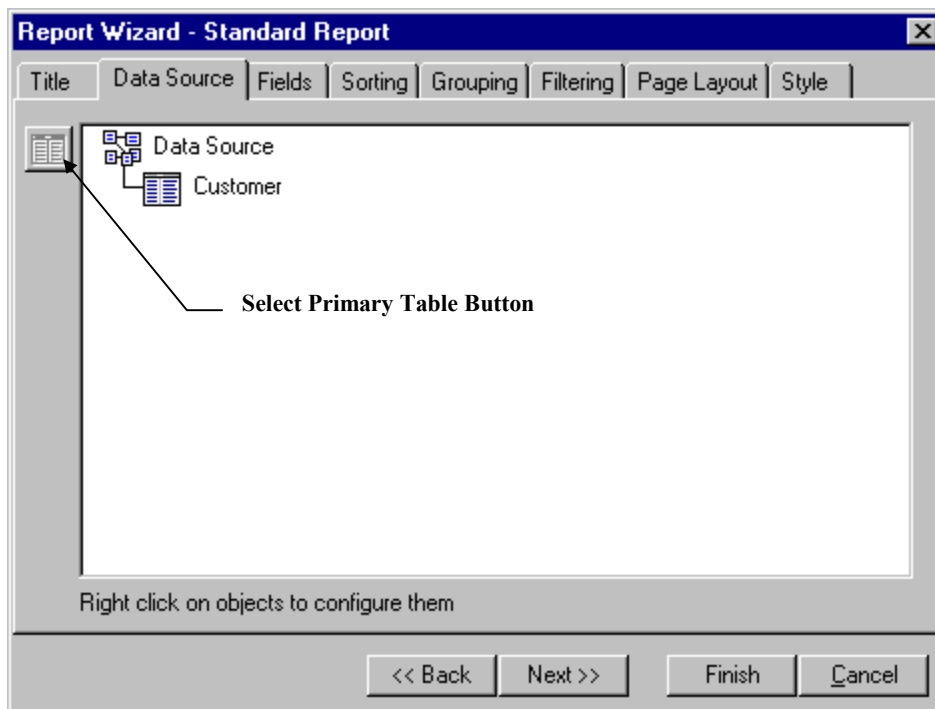 Report Wizard - Standard Report
Title Data Source Fields Sorting Grouping Filtering Page Layout Style
Data Source
Customer
Select Primary Table Button
Right click on objects to configure them
<< Back Next >> Finish Cancel